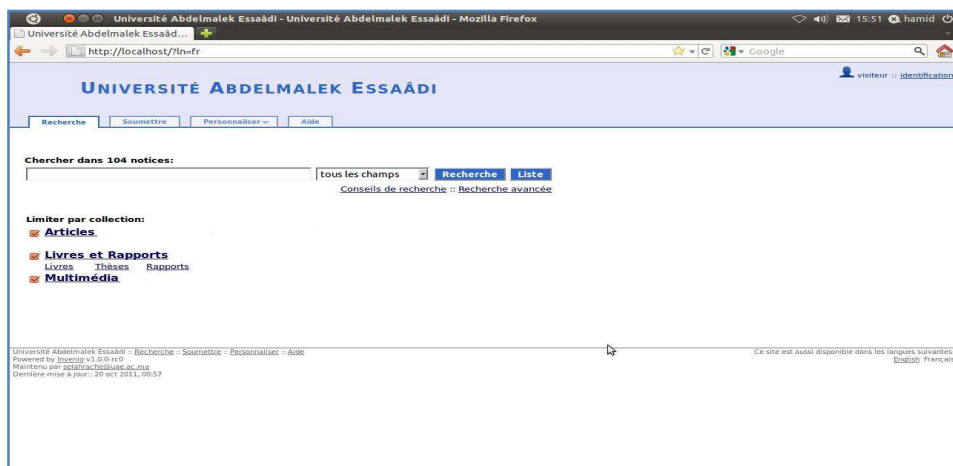 Université Abdelmalek Essaâdi - Université Abdelmalek Essaâdi - Mozilla Firefox 15:51 hamid
Université Abdelmalek Essaâd...
http://localhost/?ln=fr Google
visiteur :: identification
UNIVERSITÉ ABDELMALEK ESSAÂDI
Recherche Soumettre Personnaliser Aide
Chercher dans 104 notices:
tous les champs Recherche Liste
Conseils de recherche :: Recherche avancée
Limiter par collection:
Articles
Livres et Rapports
Livres Thèses Rapports
Multimédia
Université Abdelmalek Essaâdi :: Recherche :: Soumettre :: Personnaliser :: Aide
Powered by Invenio v1.0.0-rc0
Maintenu par selahrache@uae.ac.ma
Dernière mise à jour:: 20 oct 2011, 00:57
Ce site est aussi disponible dans les langues suivantes:
English Français